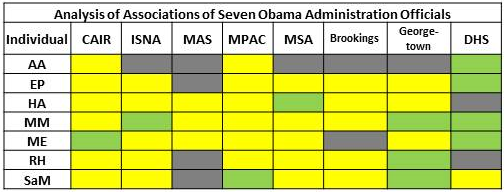 Analysis of Associations of Seven Obama Administration Officials
Individual CAIR ISNA MAS MPAC MSA Brookings George-town DHS
AA
EP
HA
MM
ME
RH
SaM